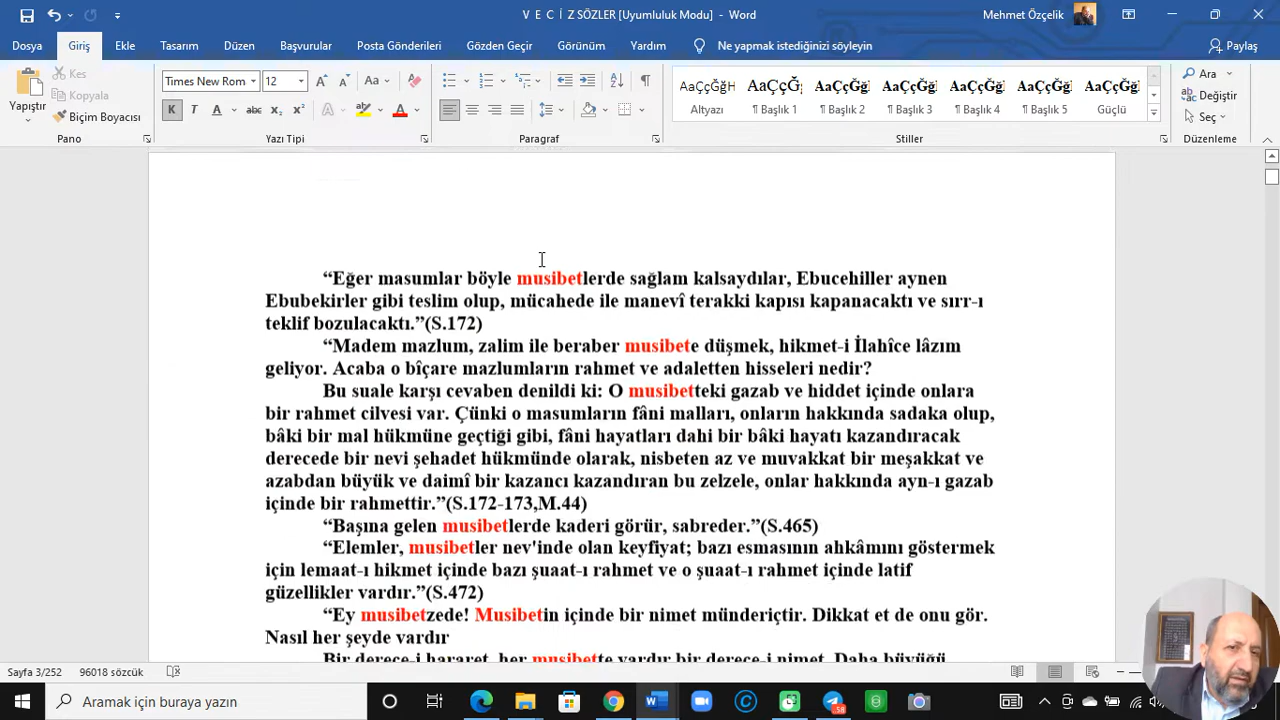 V E C İ Z SÖZLER [Uyumluluk Modu] - Word
Mehmet Özçelik
Dosya Giriş Ekle Tasarım Düzen Başvurular Posta Gönderileri Gözden Geçir Görünüm Yardım Ne yapmak istediğinizi söyleyin Paylaş
Yapıştır
Kes
Kopyala
Biçim Boyacısı
Times New Rom 12
AaÇçĞğH AaÇçĞ AaÇçĞğ AaÇçĞğ AaÇçĞğ AaÇçĞğ AaÇçĞğ
Altyazı ¶ Başlık 1 ¶ Başlık 2 ¶ Başlık 3 ¶ Başlık 4 ¶ Başlık 5 Güçlü
Ara
Değiştir
Seç
Pano Yazı Tipi Paragraf Stiller Düzenleme
“Eğer masumlar böyle musibetlerde sağlam kalsaydılar, Ebucehiller aynen
Ebubekirler gibi teslim olup, mücahede ile manevî terakki kapısı kapanacaktı ve sırr-ı
teklif bozulacaktı.”(S.172)
“Madem mazlum, zalim ile beraber musibete düşmek, hikmet-i İlahîce lâzım
geliyor. Acaba o bîçare mazlumların rahmet ve adaletten hisseleri nedir?
Bu suale karşı cevaben denildi ki: O musibetteki gazab ve hiddet içinde onlara
bir rahmet cilvesi var. Çünki o masumların fâni malları, onların hakkında sadaka olup,
bâki bir mal hükmüne geçtiği gibi, fâni hayatları dahi bir bâki hayatı kazandıracak
derecede bir nevi şehadet hükmünde olarak, nisbeten az ve muvakkat bir meşakkat ve
azabdan büyük ve daimî bir kazancı kazandıran bu zelzele, onlar hakkında ayn-ı gazab
içinde bir rahmettir.”(S.172-173,M.44)
“Başına gelen musibetlerde kaderi görür, sabreder.”(S.465)
“Elemler, musibetler nev'inde olan keyfiyat; bazı esmasının ahkâmını göstermek
için lemaat-ı hikmet içinde bazı şuaat-ı rahmet ve o şuaat-ı rahmet içinde latif
güzellikler vardır.”(S.472)
“Ey musibetzede! Musibetin içinde bir nimet münderiçtir. Dikkat et de onu gör.
Nasıl her şeyde vardır
Bir derece-i hararet, her musibette vardır bir derece-i nimet. Daha büyüğü
Sayfa 3/252 96018 sözcük
Aramak için buraya yazın
58